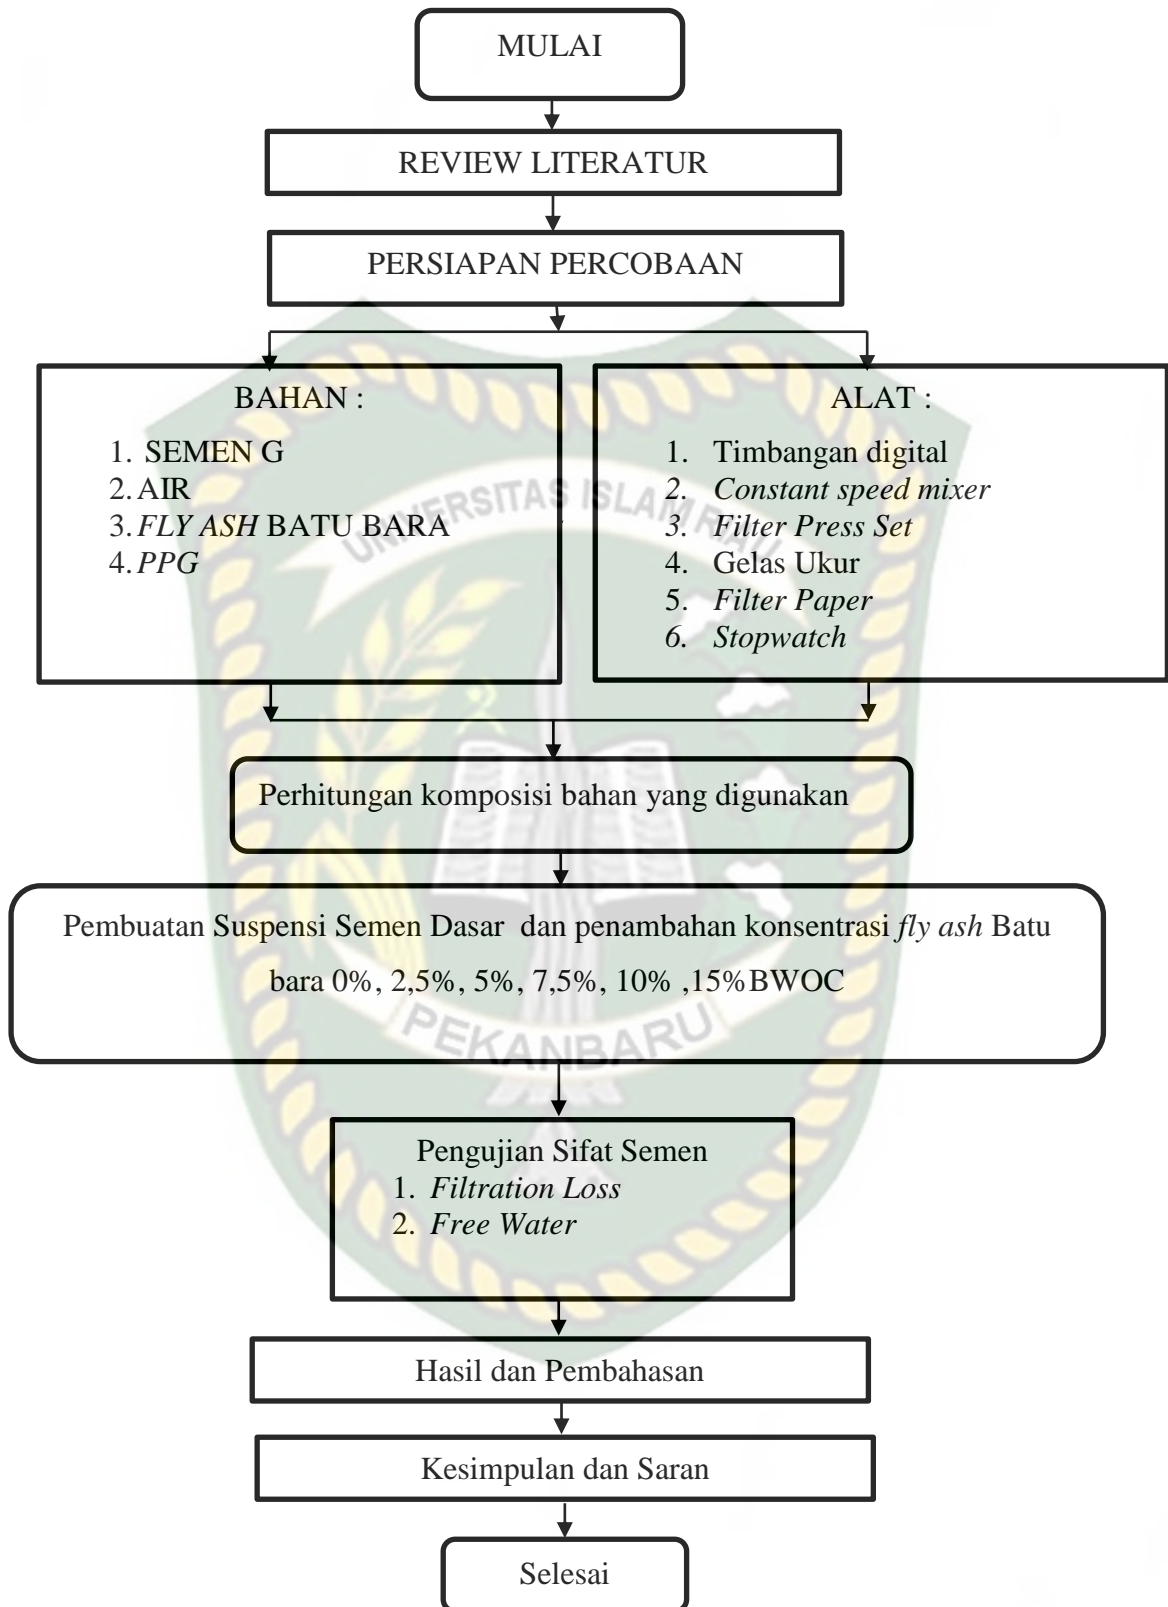 MULAI
REVIEW LITERATUR
PERSIAPAN PERCOBAAN
BAHAN :
1. SEMEN G
2. AIR
3. FLY ASH BATU BARA
4. PPG
ALAT :
1. Timbangan digital
2. Constant speed mixer
3. Filter Press Set
4. Gelas Ukur
5. Filter Paper
6. Stopwatch
UNIVERSITAS ISLAM RIAU
Perhitungan komposisi bahan yang digunakan
Pembuatan Suspensi Semen Dasar dan penambahan konsentrasi fly ash Batu
bara 0%, 2,5%, 5%, 7,5%, 10% ,15%BWOC
PEKANBARU
Pengujian Sifat Semen
1. Filtration Loss
2. Free Water
Hasil dan Pembahasan
Kesimpulan dan Saran
Selesai